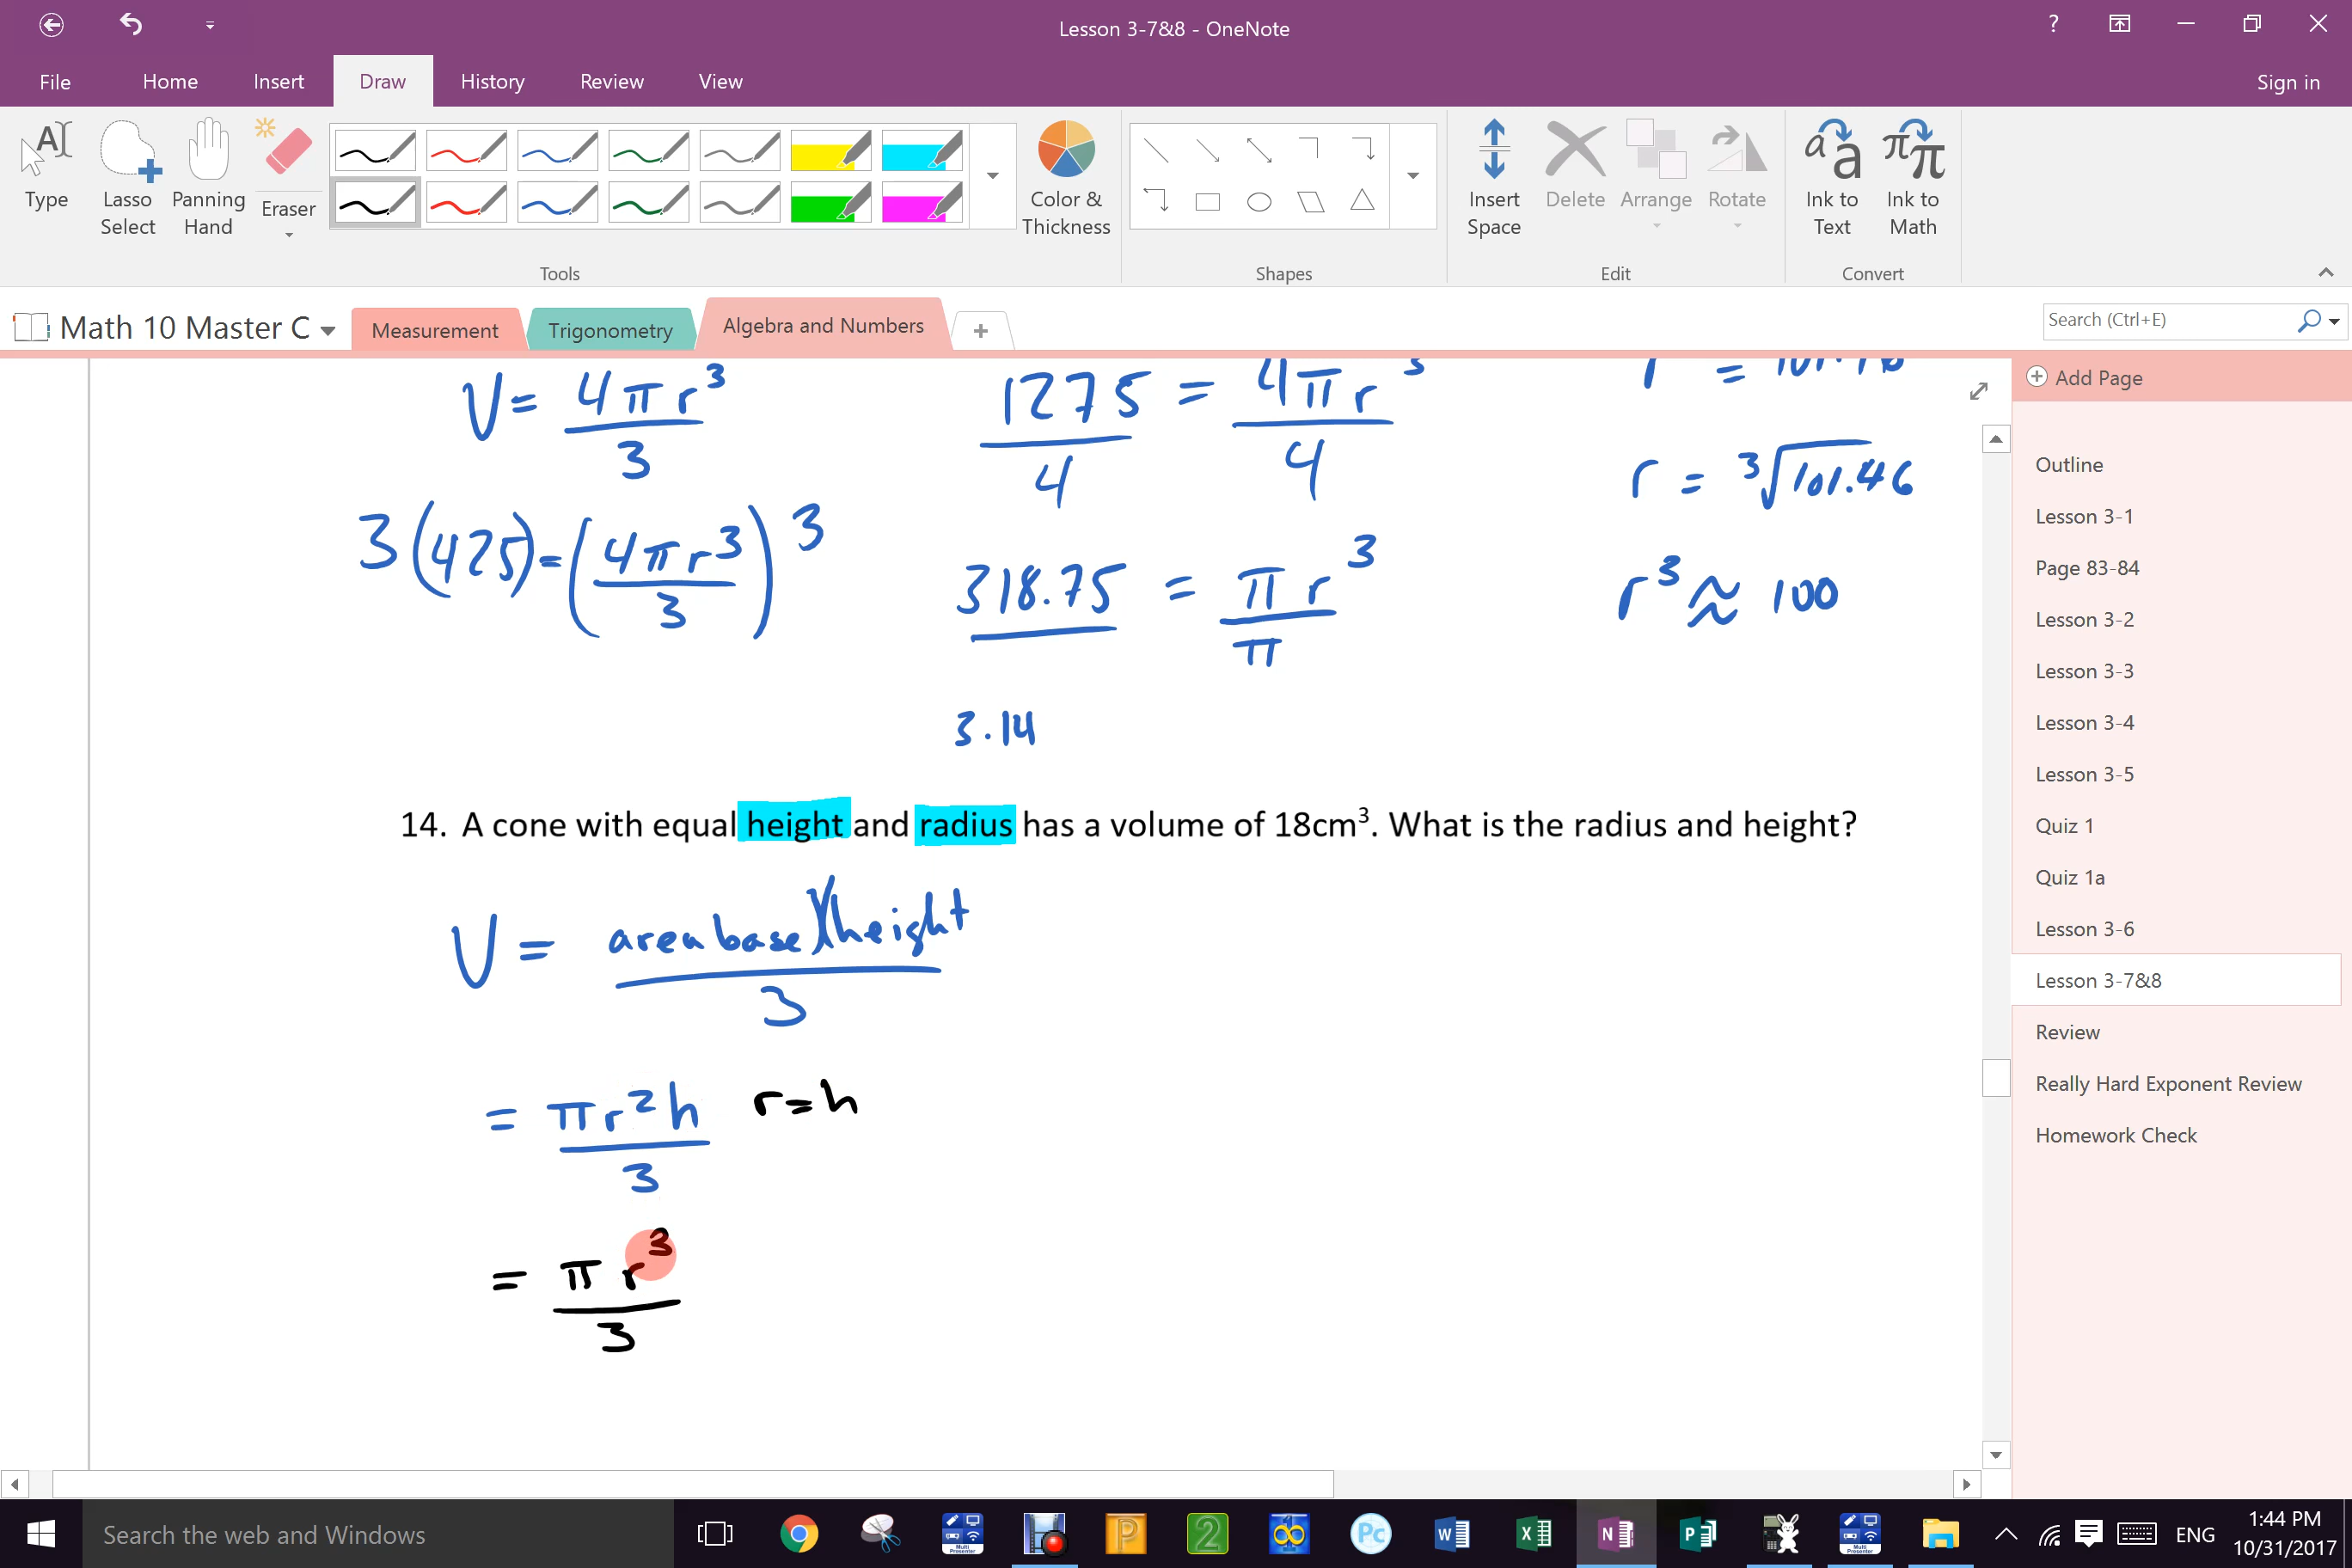 Lesson 3-7&8 - OneNote
?
File Home Insert Draw History Review View Sign in
Type
Lasso Select
Panning Hand
Eraser
Color & Thickness
Insert Space
Delete
Arrange
Rotate
Ink to Text
Ink to Math
Tools Shapes Edit Convert
Math 10 Master C Measurement Trigonometry Algebra and Numbers + Search (Ctrl+E)
V = 4πr³/3
3(425) = (4πr³/3)3
1275/4 = 4πr³/4
318.75 = πr³/π
3.14
r = ³√101.46
r³ ≈ 100
14. A cone with equal height and radius has a volume of 18cm³. What is the radius and height?
V = area base)(height/3
= πr²h/3 r=h
= πr³/3
Add Page
Outline
Lesson 3-1
Page 83-84
Lesson 3-2
Lesson 3-3
Lesson 3-4
Lesson 3-5
Quiz 1
Quiz 1a
Lesson 3-6
Lesson 3-7&8
Review
Really Hard Exponent Review
Homework Check
Search the web and Windows
ENG
1:44 PM
10/31/2017